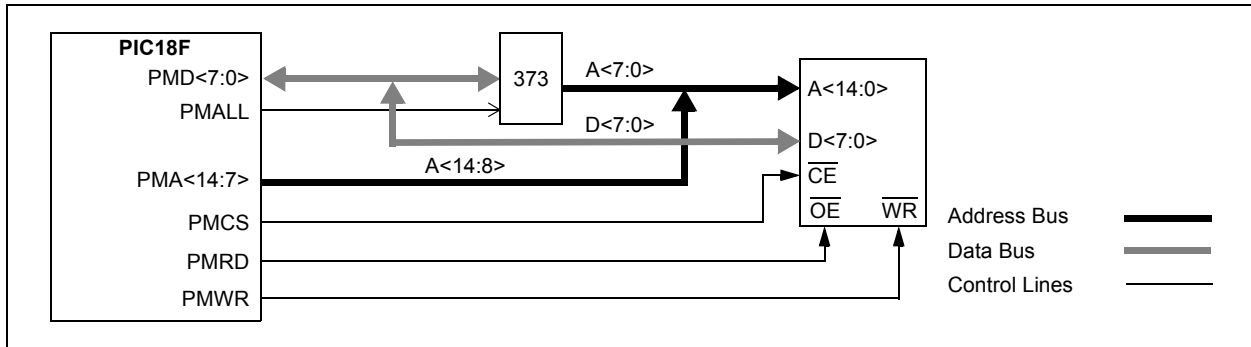 PIC18F
PMD<7:0>
PMALL
PMA<14:7>
PMCS
PMRD
PMWR
373
A<7:0>
D<7:0>
A<14:8>
A<14:0>
D<7:0>
CE
OE WR
Address Bus
Data Bus
Control Lines